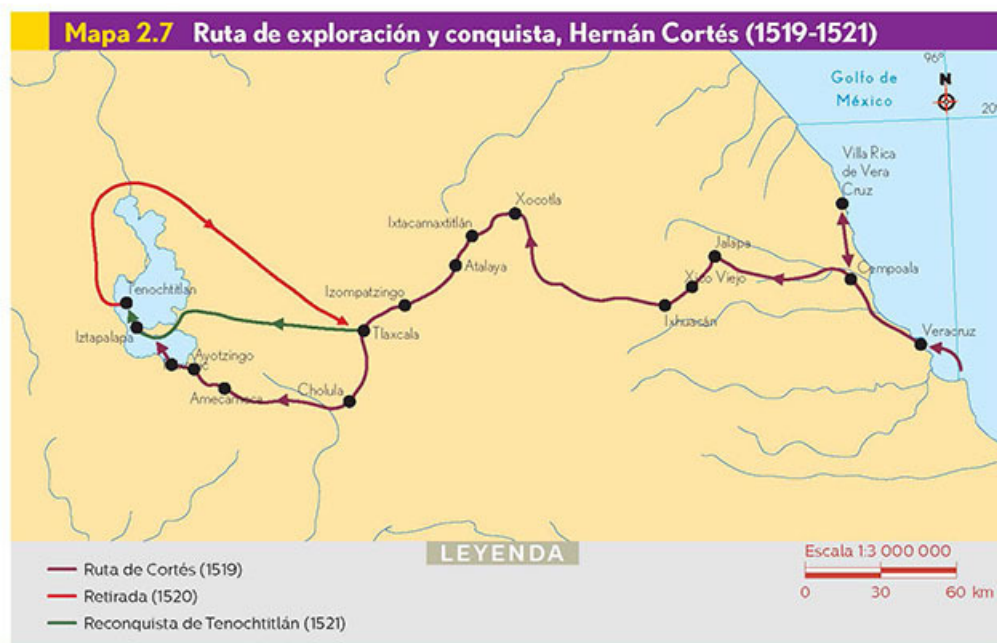 Mapa 2.7 Ruta de exploración y conquista, Hernán Cortés (1519-1521)
96°
Golfo de
México
N
20°
Villa Rica
de Vera
Cruz
Xocotla
Ixtacamaxtitlán
Jalapa
Atalaya
Cempoala
Xico Viejo
Tenochtitlan
Izompatzingo
Ixhuacán
Iztapalapa
Tlaxcala
Veracruz
Ayotzingo
Amecameca
Cholula
LEYENDA
Ruta de Cortés (1519)
Retirada (1520)
Reconquista de Tenochtitlán (1521)
Escala 1:3 000 000
0 30 60 km